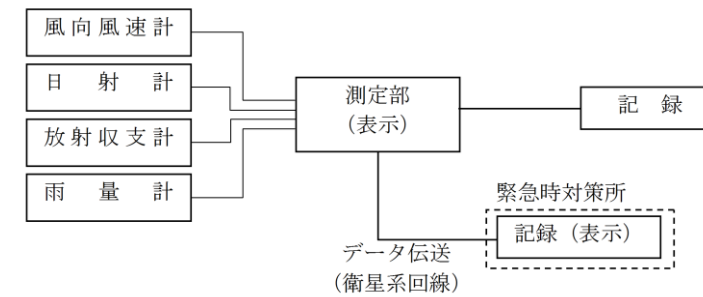 風向風速計
日射計
放射収支計
雨量計
測定部
(表示)
記録
緊急時対策所
記録(表示)
データ伝送
(衛星系回線)